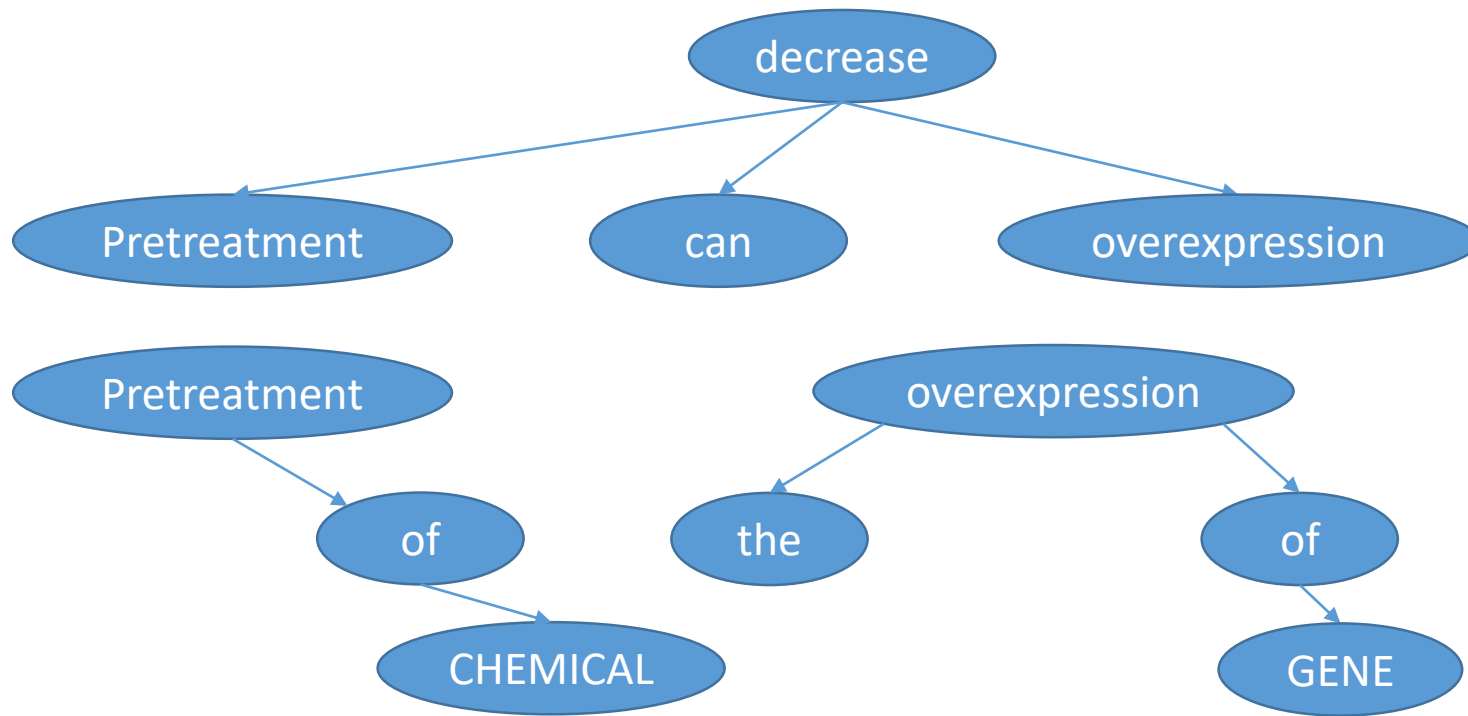 decrease
Pretreatment can overexpression
Pretreatment overexpression
of the of
CHEMICAL GENE